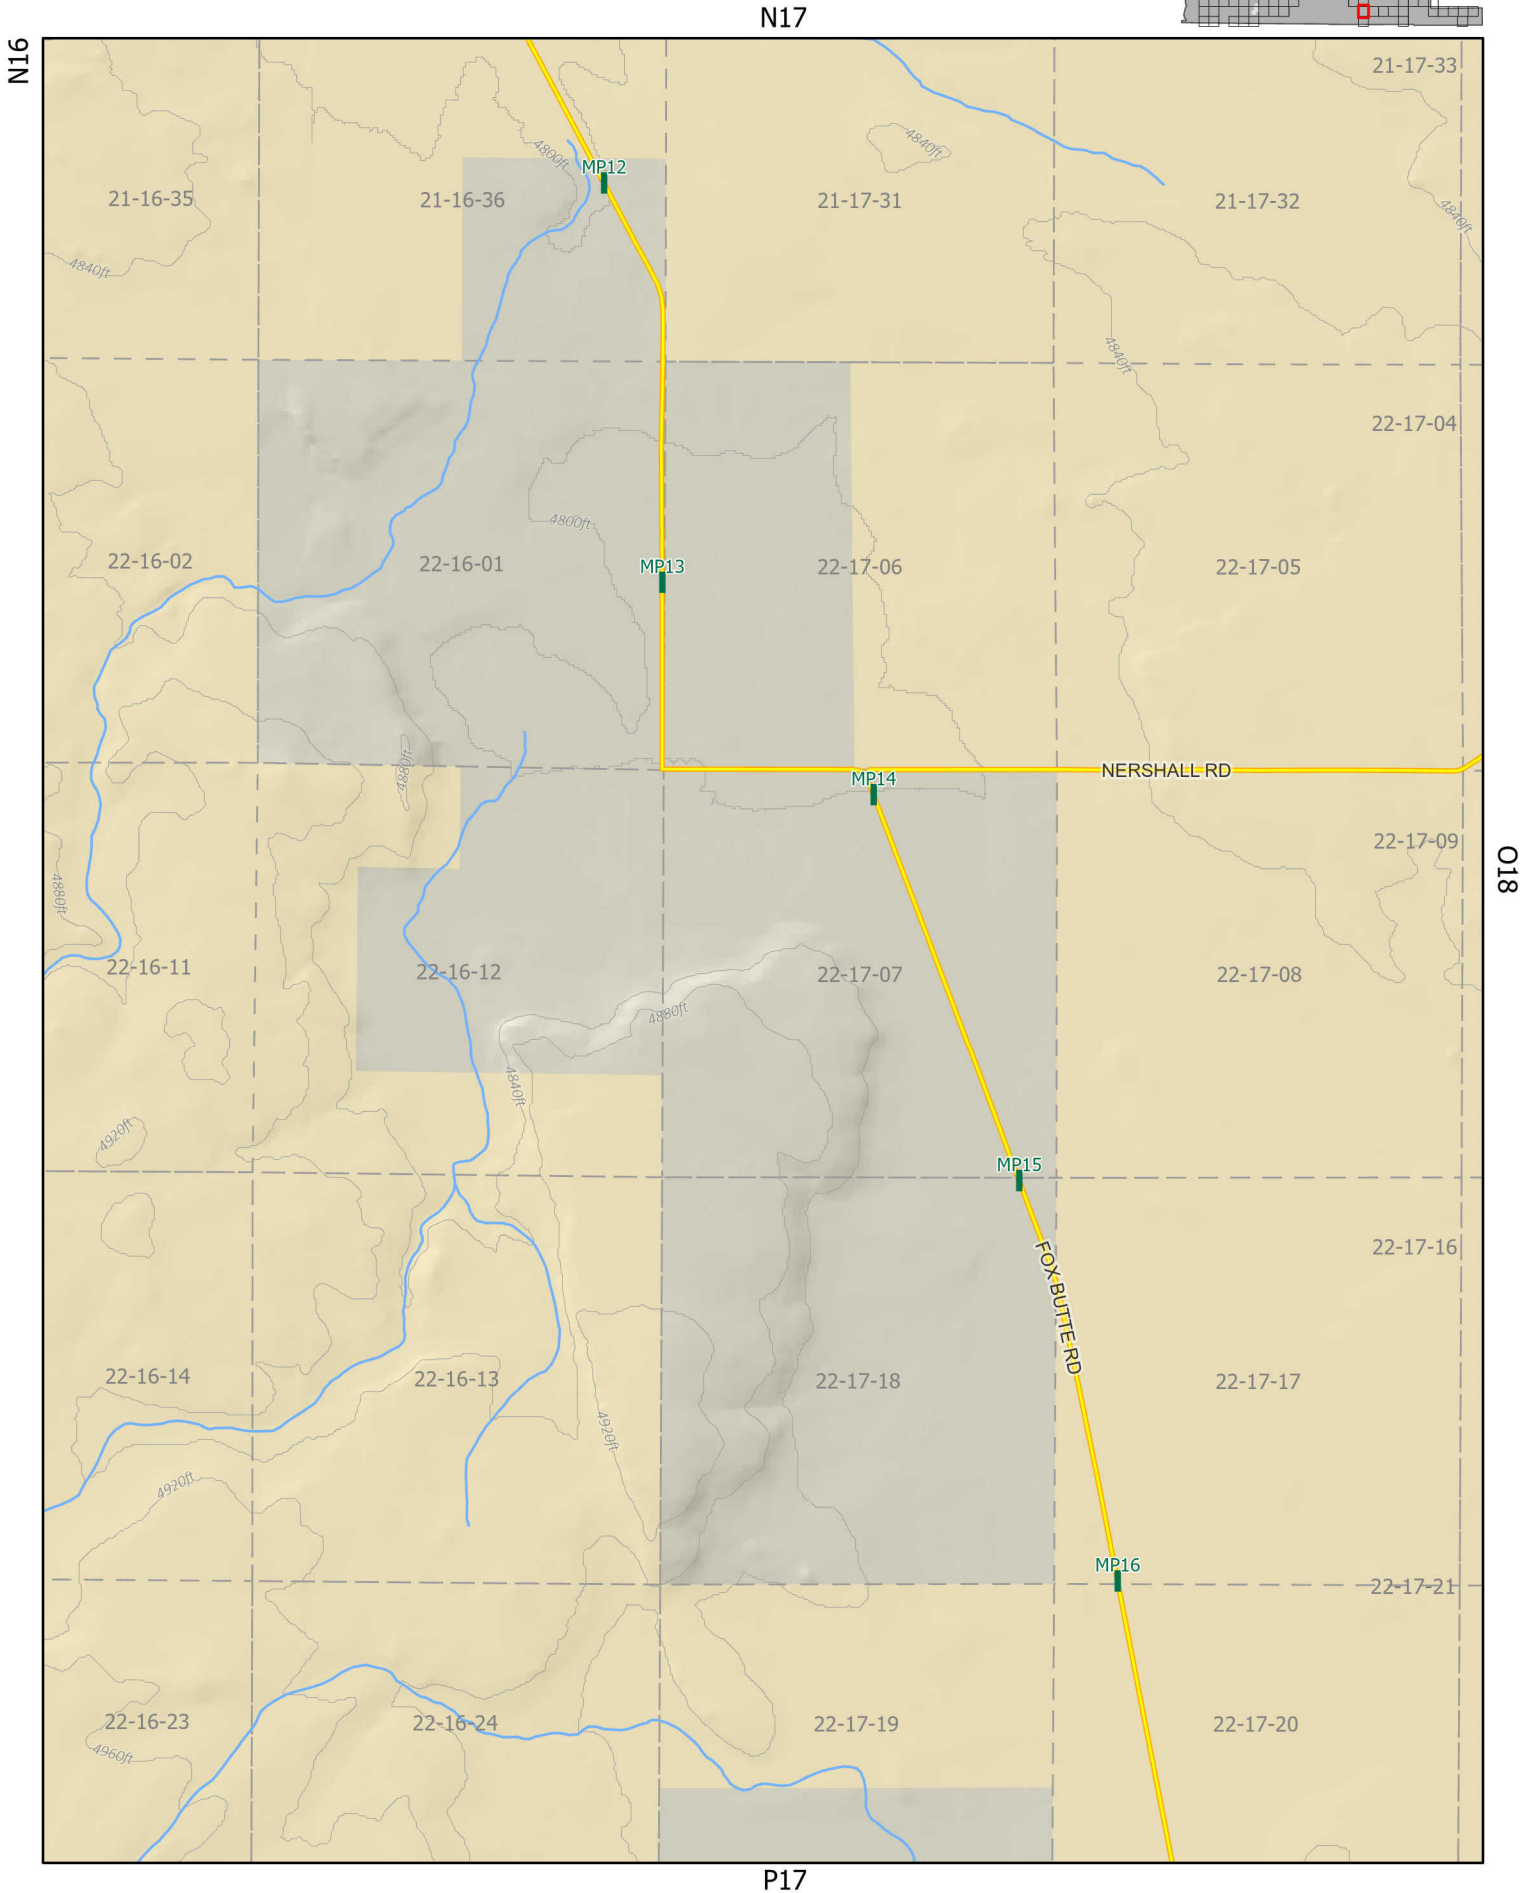 N17
N16
21-17-33
4840ft
4800ft
MP12
21-16-35
21-16-36
21-17-31
21-17-32
4840ft
4840ft
4840ft
22-17-04
4800ft
22-16-02
22-16-01
MP13
22-17-06
22-17-05
4880ft
NERSHALL RD
MP14
22-17-09
O18
4880ft
22-16-11
22-16-12
22-17-07
22-17-08
4880ft
4840ft
4920ft
MP15
22-17-16
FOX BUTTE RD
22-16-14
22-16-13
22-17-18
22-17-17
4920ft
4920ft
MP16
22-17-21
22-16-23
22-16-24
22-17-19
22-17-20
4960ft
P17